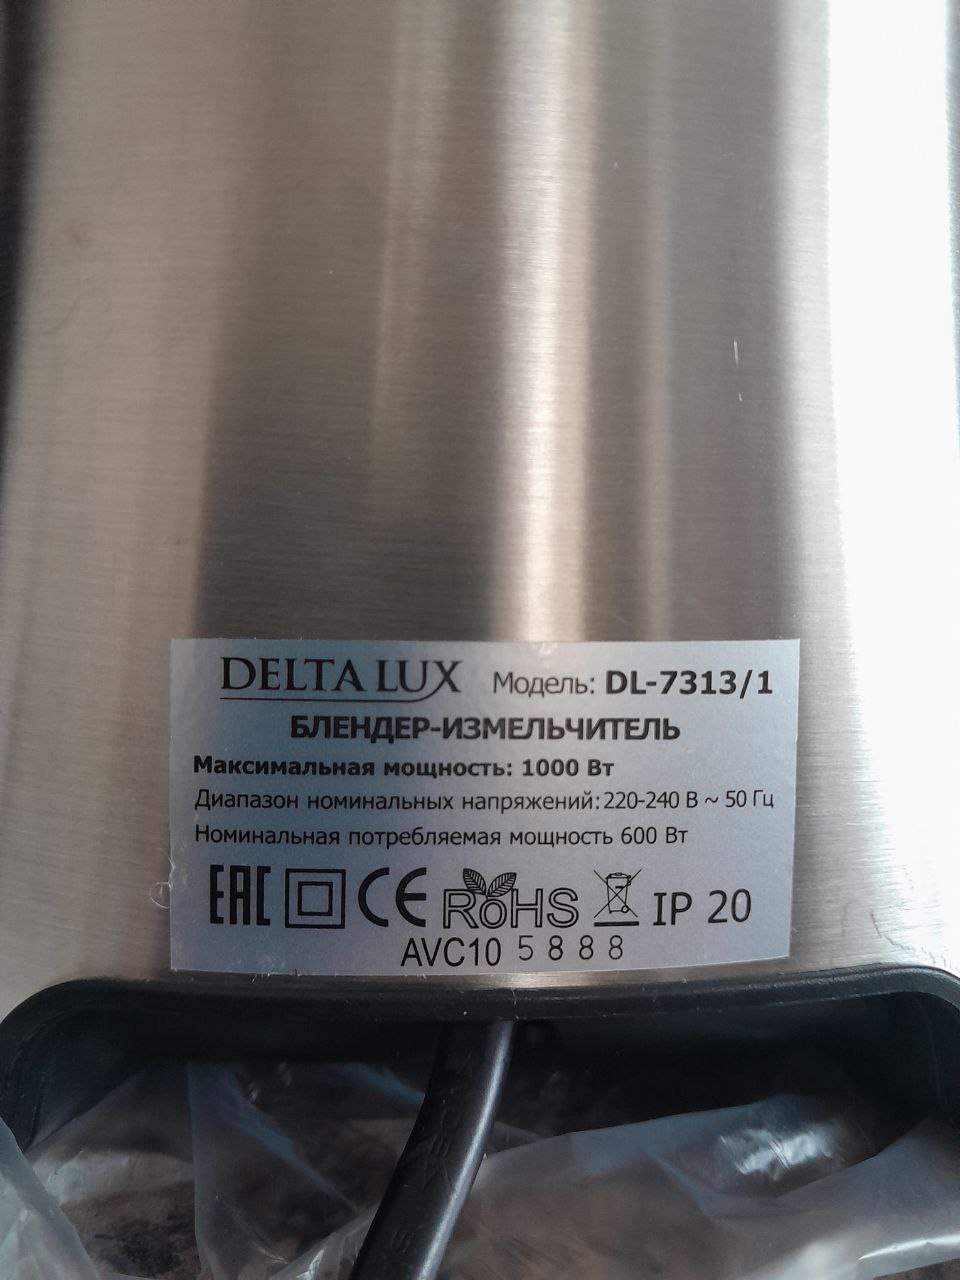 DELTA LUX Модель: DL-7313/1
БЛЕНДЕР-ИЗМЕЛЬЧИТЕЛЬ
Максимальная мощность: 1000 Вт
Диапазон номинальных напряжений: 220-240 В ~ 50 Гц
Номинальная потребляемая мощность 600 Вт
EAC CE RoHS IP 20
AVC10 5888